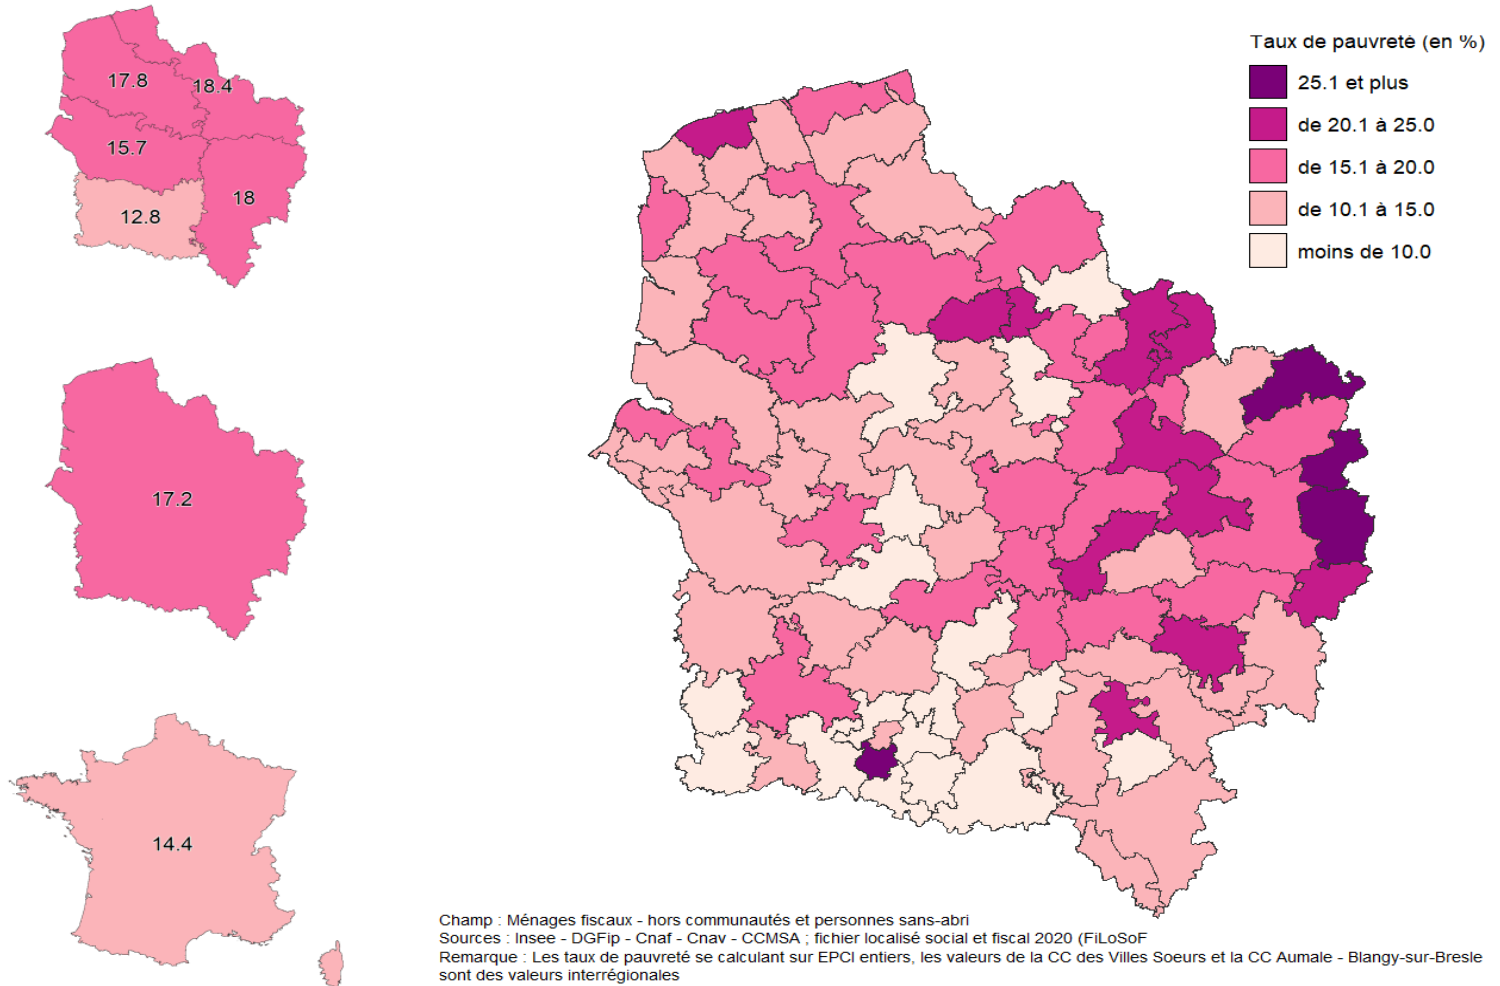 Taux de pauvreté (en %)
25.1 et plus
de 20.1 à 25.0
de 15.1 à 20.0
de 10.1 à 15.0
moins de 10.0
17.8
18.4
15.7
18
12.8
17.2
14.4
Champ : Ménages fiscaux - hors communautés et personnes sans-abri
Sources : Insee - DGFip - Cnaf - Cnav - CCMSA ; fichier localisé social et fiscal 2020 (FiLoSoF
Remarque : Les taux de pauvreté se calculant sur EPCI entiers, les valeurs de la CC des Villes Soeurs et la CC Aumale - Blangy-sur-Bresle
sont des valeurs interrégionales